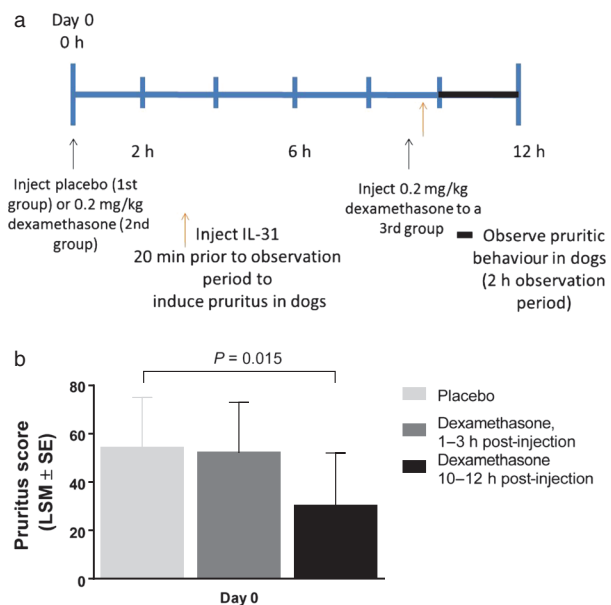 a
Day 0
0 h
2 h
6 h
12 h
Inject placebo (1st
group) or 0.2 mg/kg
dexamethasone (2nd
group)
Inject IL-31
20 min prior to observation
period to
induce pruritus in dogs
Inject 0.2 mg/kg
dexamethasone to a
3rd group
Observe pruritic
behaviour in dogs
(2 h observation
period)
b
P = 0.015
80
60
40
20
0
Pruritus score
(LSM ± SE)
Day 0
Placebo
Dexamethasone,
1–3 h post-injection
Dexamethasone
10–12 h post-injection